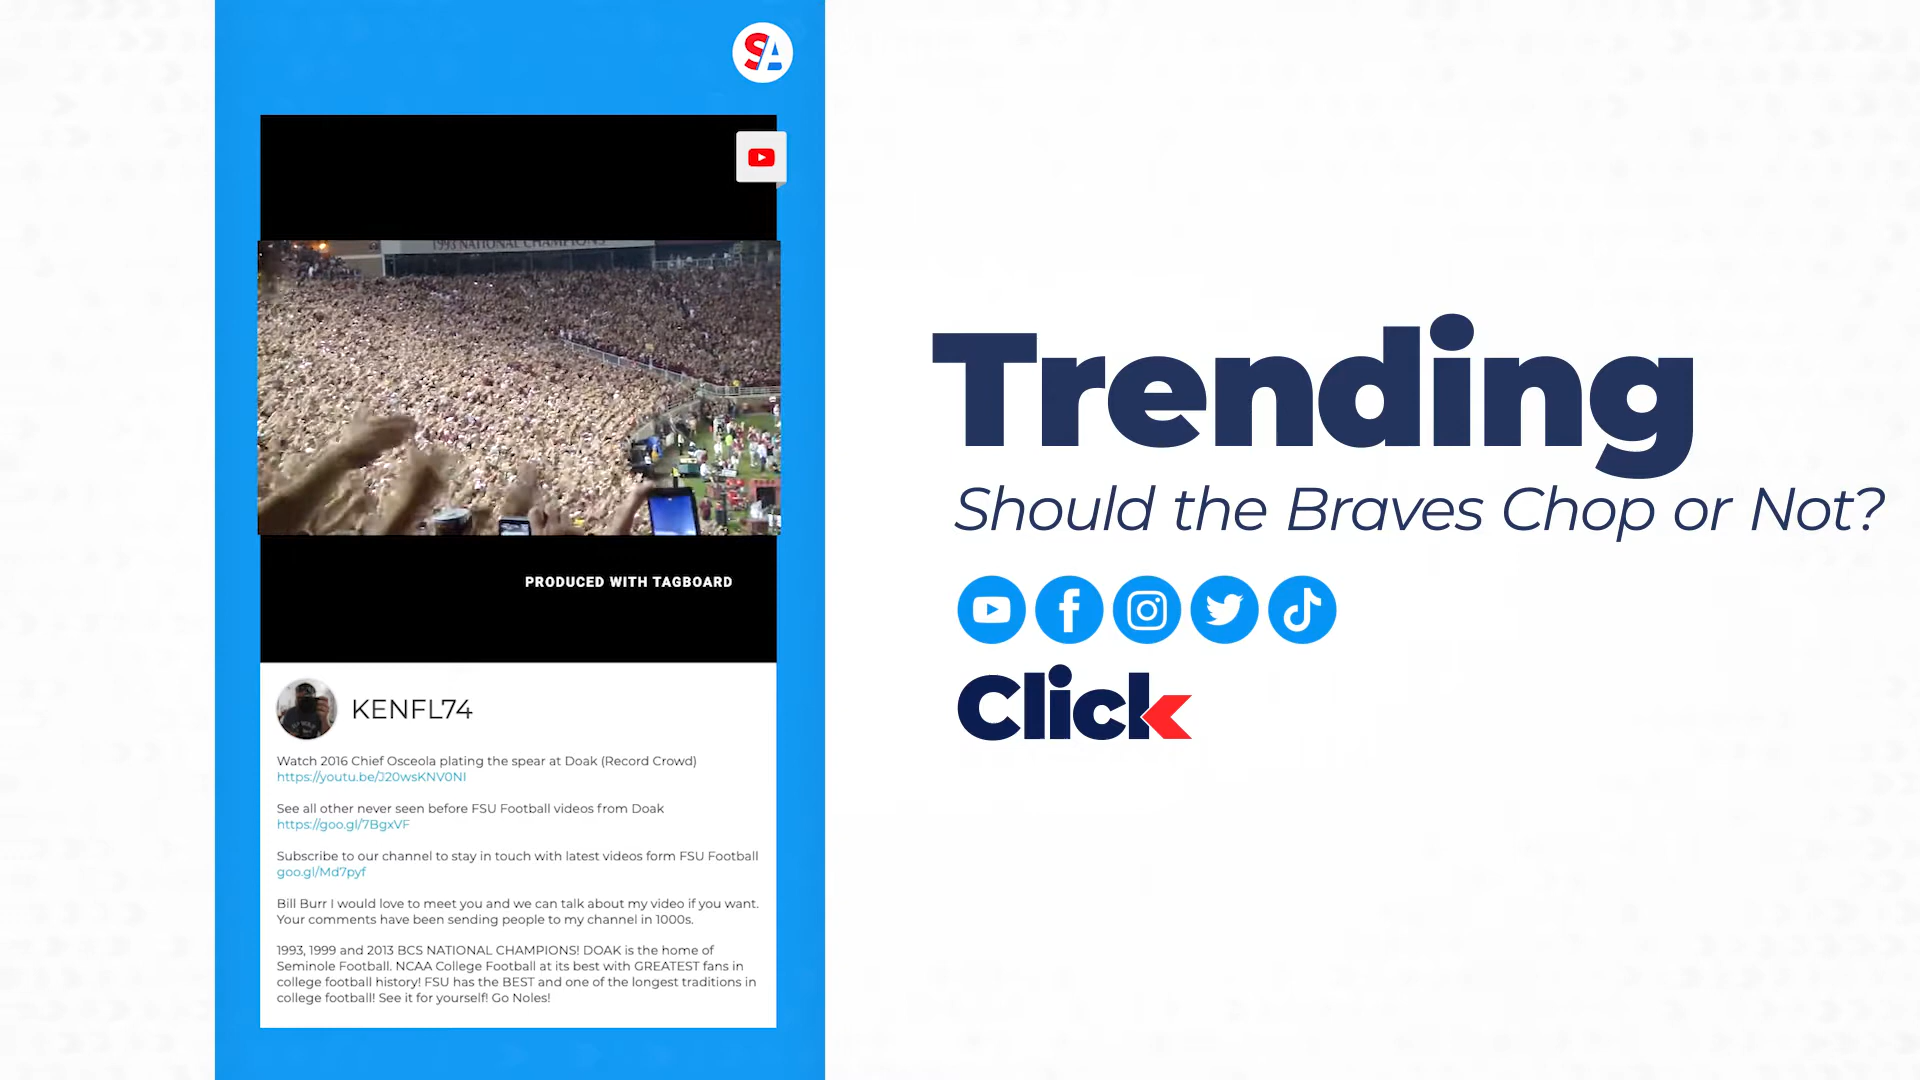 SA
1993 NATIONAL CHAMPIONS
PRODUCED WITH TAGBOARD
KENFL74
Watch 2016 Chief Osceola plating the spear at Doak (Record Crowd)
https://youtu.be/J20wsKNV0NI
See all other never seen before FSU Football videos from Doak
https://goo.gl/7BgxVF
Subscribe to our channel to stay in touch with latest videos form FSU Football
goo.gl/Md7pyf
Bill Burr I would love to meet you and we can talk about my video if you want.
Your comments have been sending people to my channel in 1000s.
1993, 1999 and 2013 BCS NATIONAL CHAMPIONS! DOAK is the home of
Seminole Football. NCAA College Football at its best with GREATEST fans in
college football history! FSU has the BEST and one of the longest traditions in
college football! See it for yourself! Go Noles!
Trending
Should the Braves Chop or Not?
Click